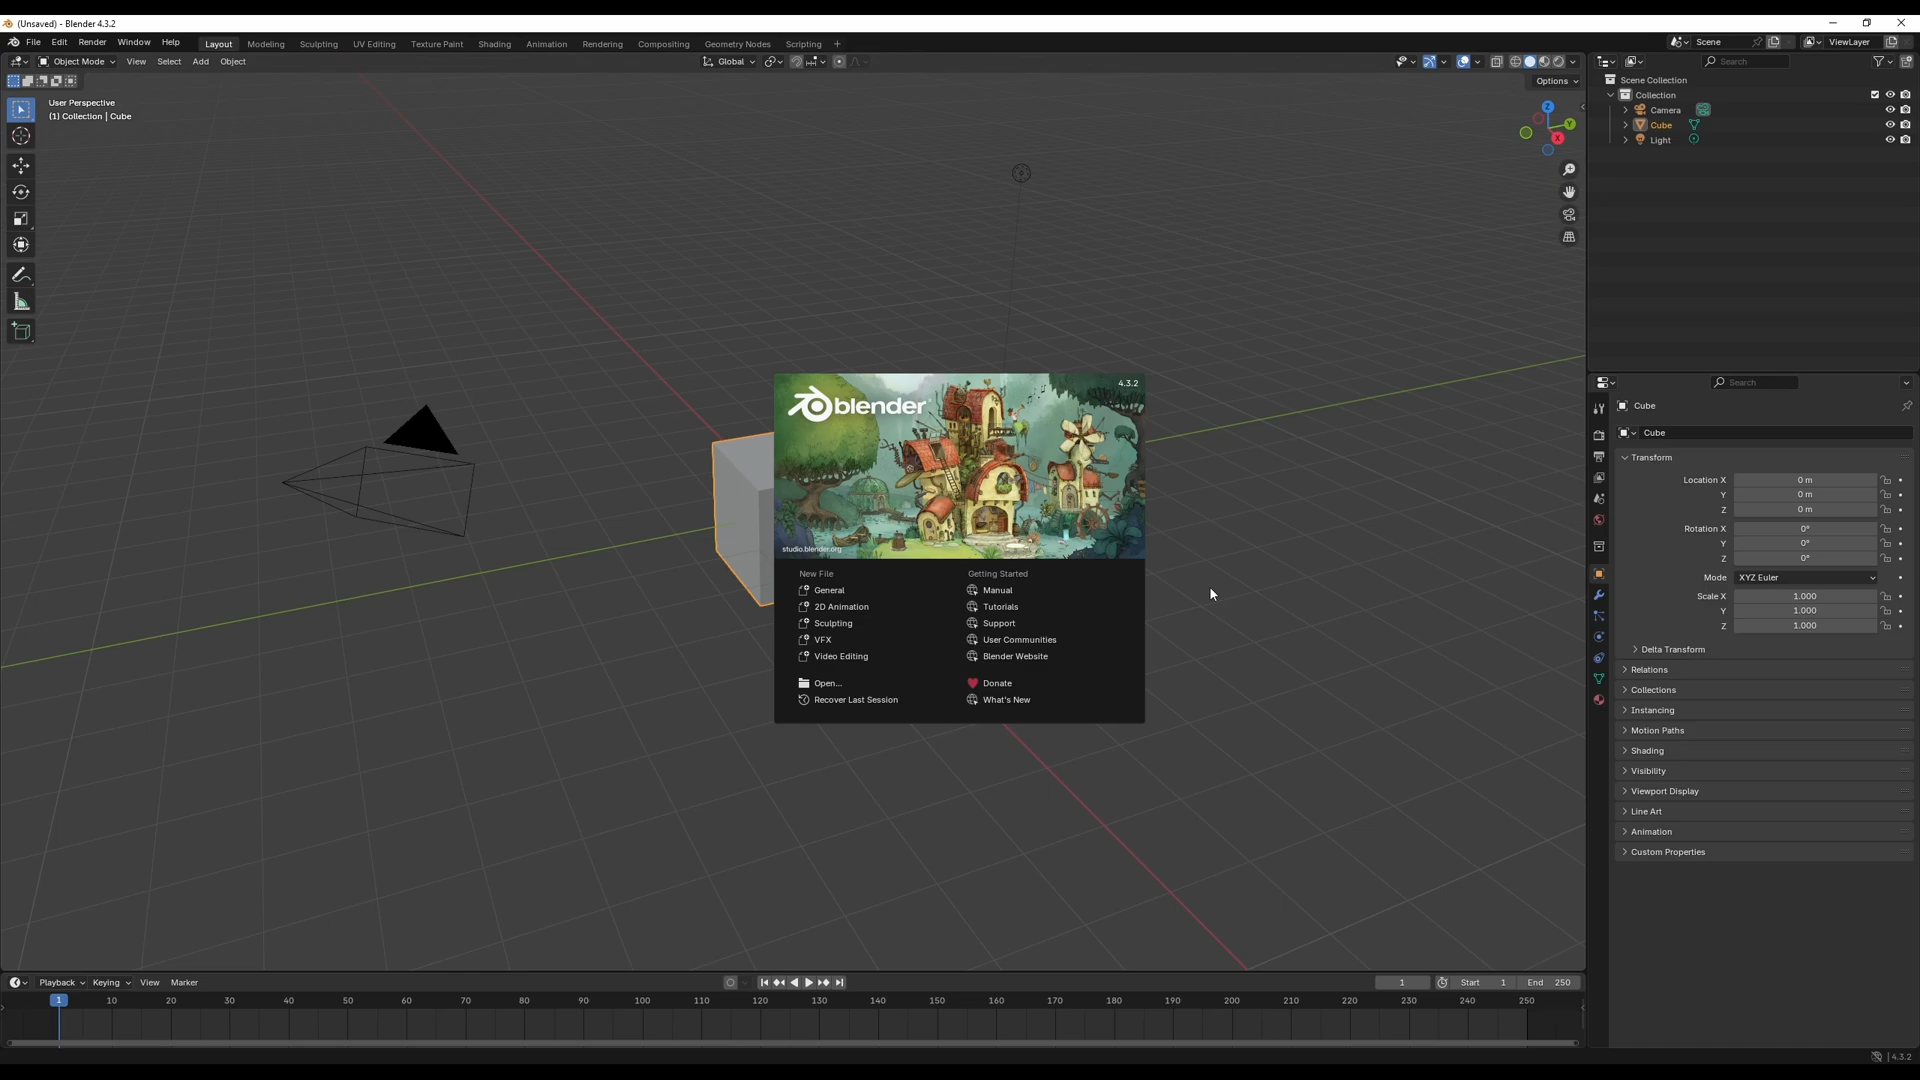 (Unsaved) - Blender 4.3.2
File Edit Render Window Help Layout Modeling Sculpting UV Editing Texture Paint Shading Animation Rendering Compositing Geometry Nodes Scripting + Scene ViewLayer
Object Mode View Select Add Object Global Search
Options
User Perspective
(1) Collection | Cube
Z
Y
X
Scene Collection
Collection
Camera
Cube
Light
Search
Cube
Cube
Transform
Location X 0 m
Y 0 m
Z 0 m
Rotation X 0°
Y 0°
Z 0°
Mode XYZ Euler
Scale X 1.000
Y 1.000
Z 1.000
Delta Transform
Relations
Collections
Instancing
Motion Paths
Shading
Visibility
Viewport Display
Line Art
Animation
Custom Properties
4.3.2
blender
studio.blender.org
New File
General
2D Animation
Sculpting
VFX
Video Editing
Open...
Recover Last Session
Getting Started
Manual
Tutorials
Support
User Communities
Blender Website
Donate
What's New
Playback Keying View Marker 1 Start 1 End 250
1 10 20 30 40 50 60 70 80 90 100 110 120 130 140 150 160 170 180 190 200 210 220 230 240 250
4.3.2